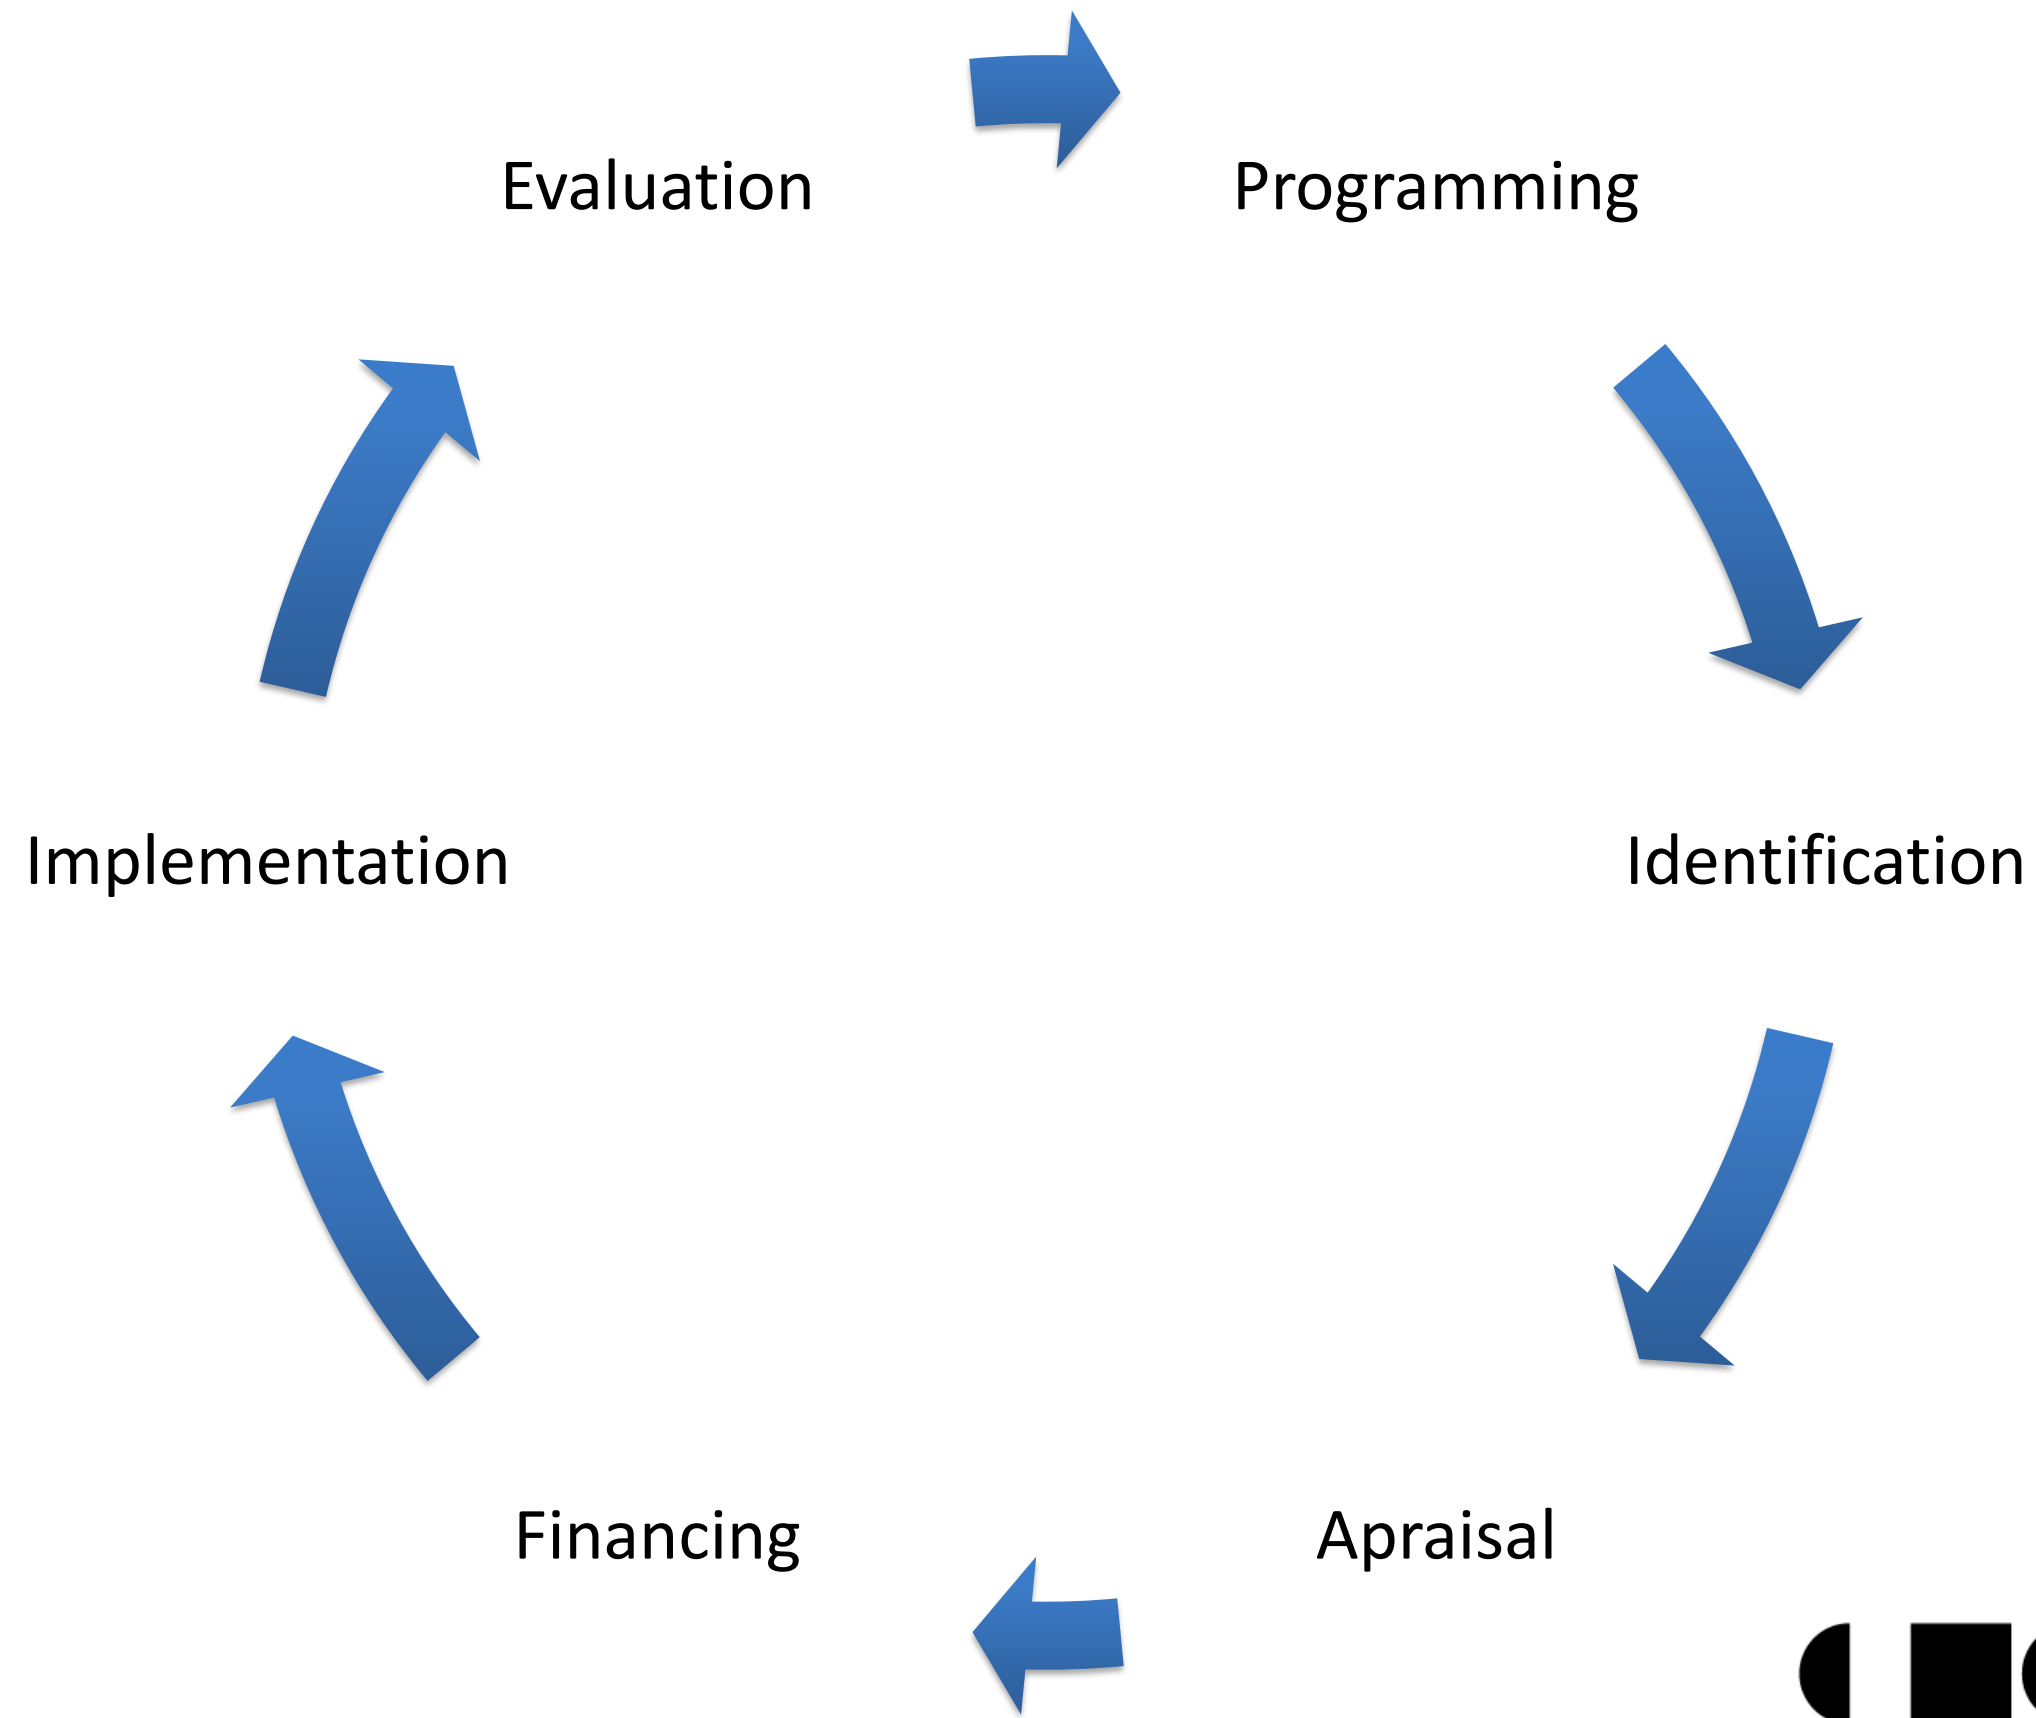 Evaluation
Programming
Implementation
Identification
Financing
Apraisal